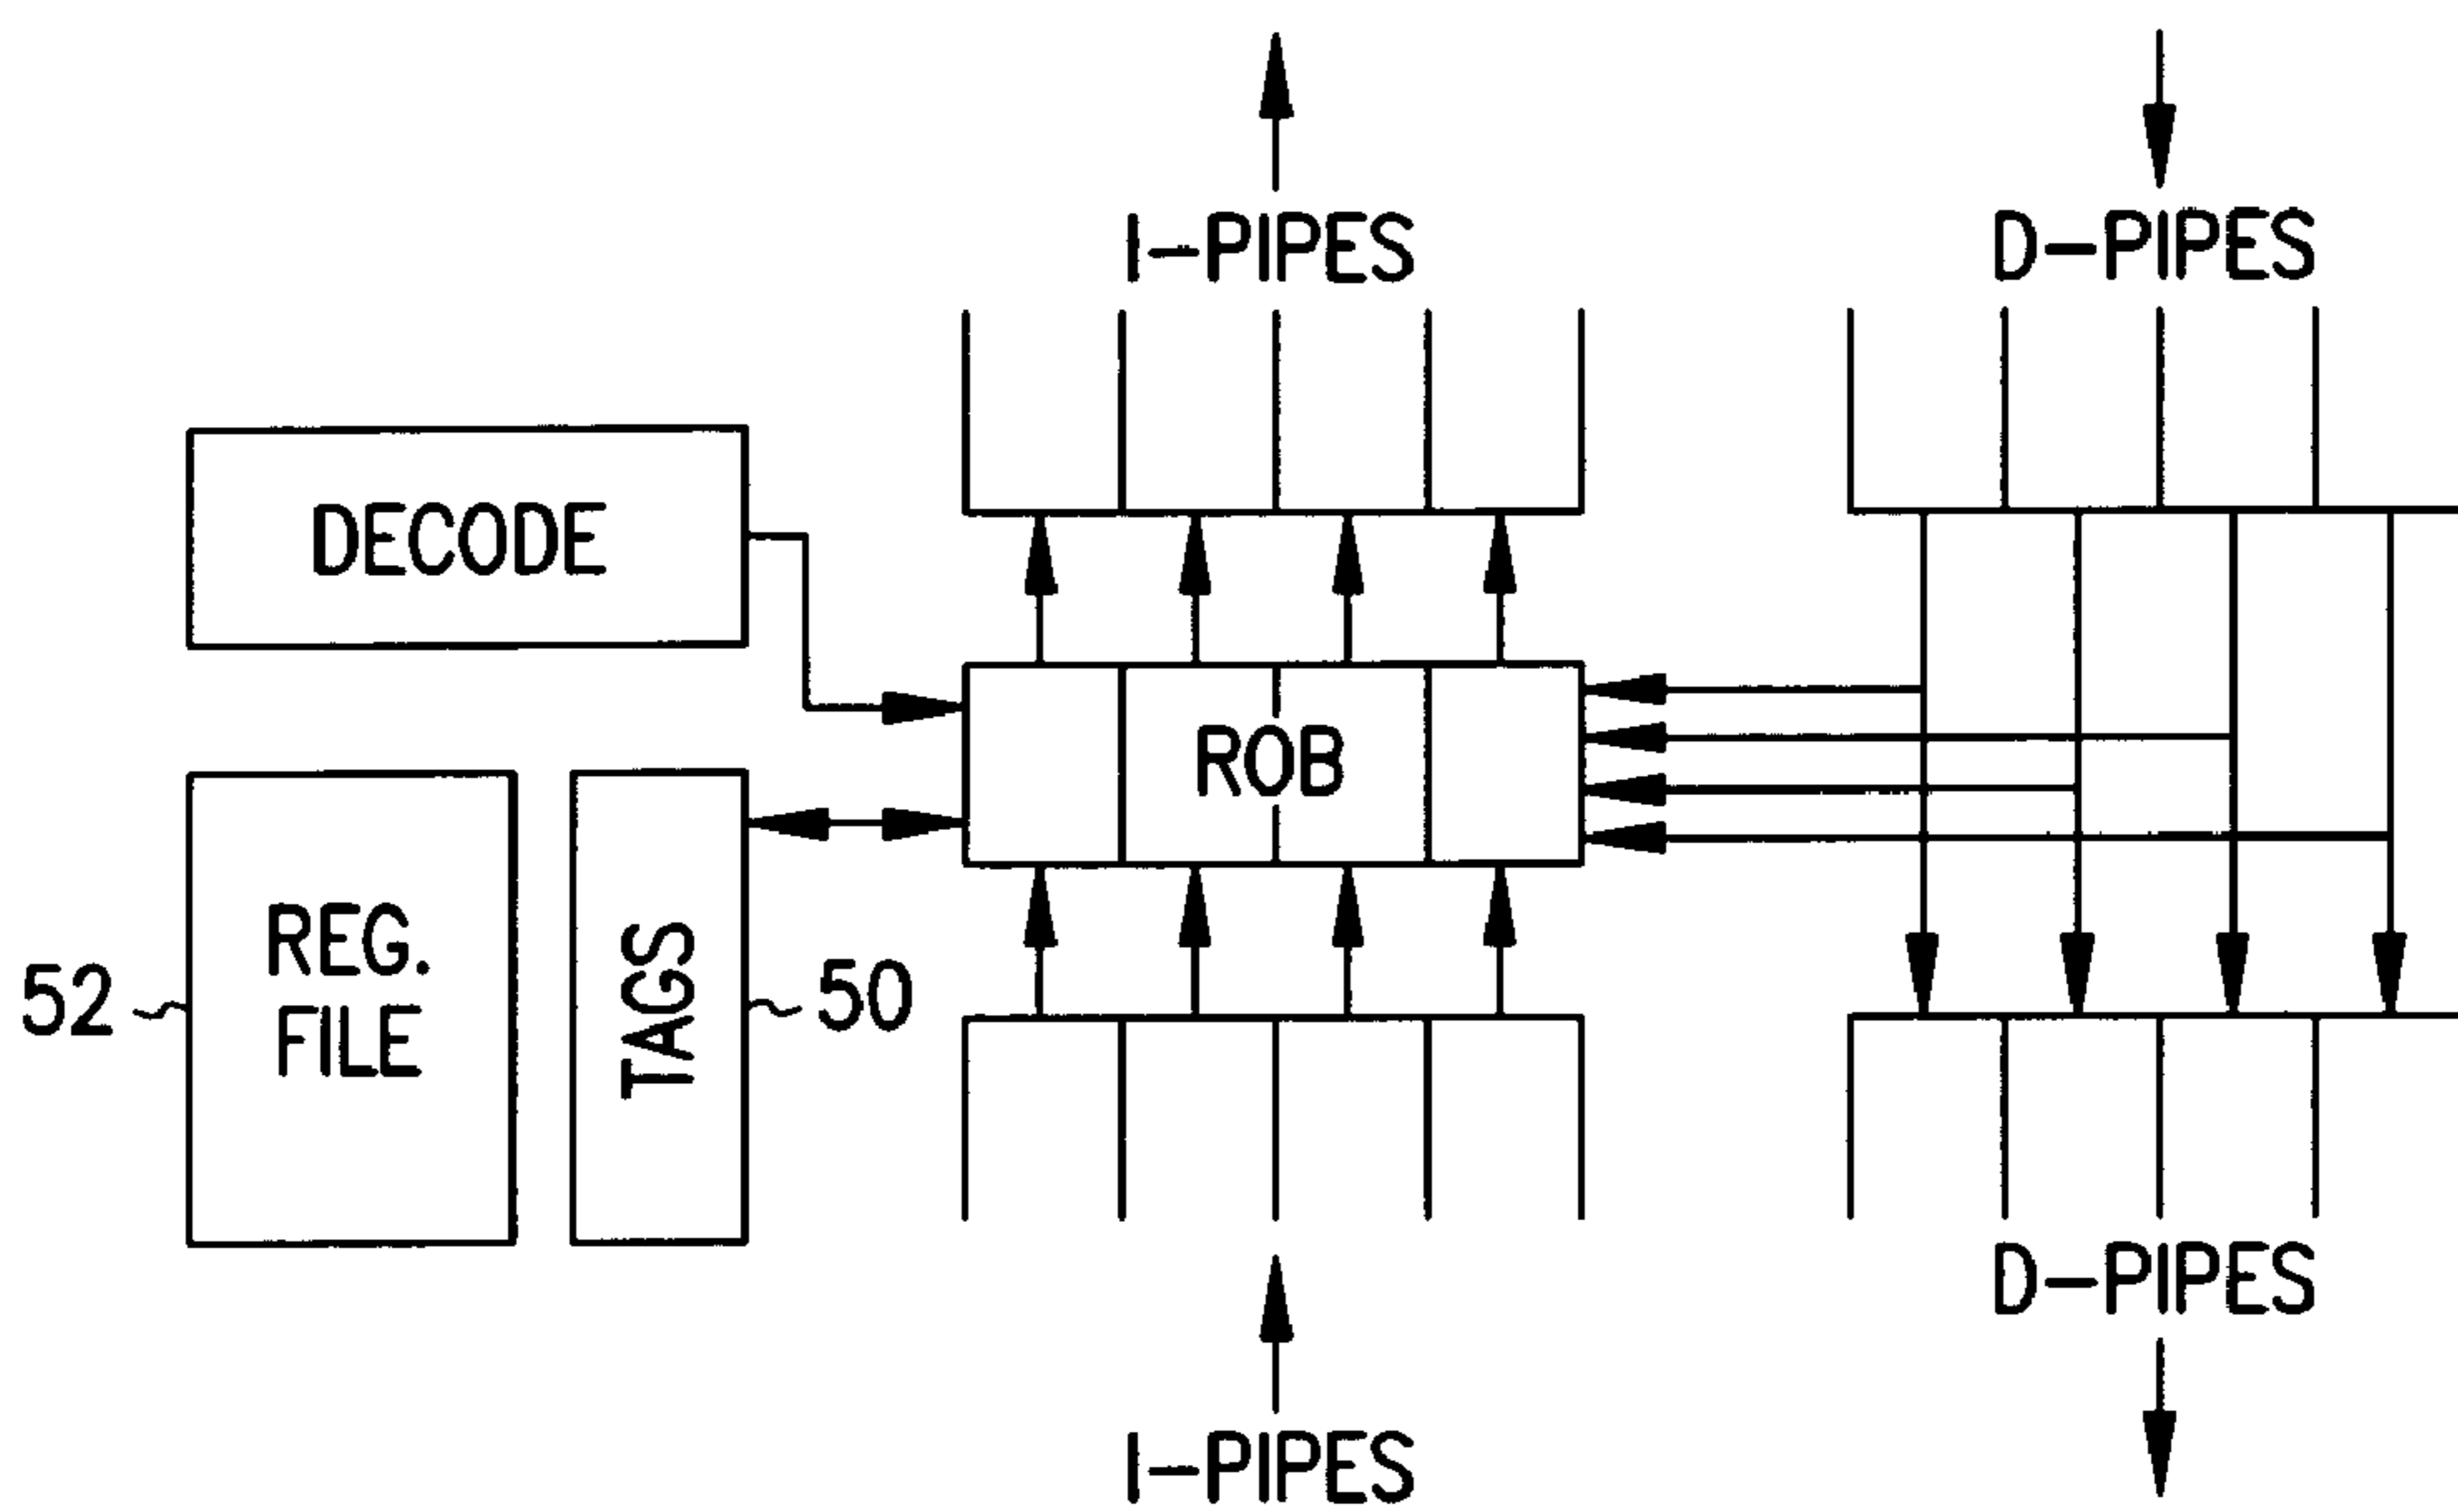 I-PIPES
D-PIPES
DECODE
ROB
REG.
FILE
TAGS
52
50
D-PIPES
I-PIPES